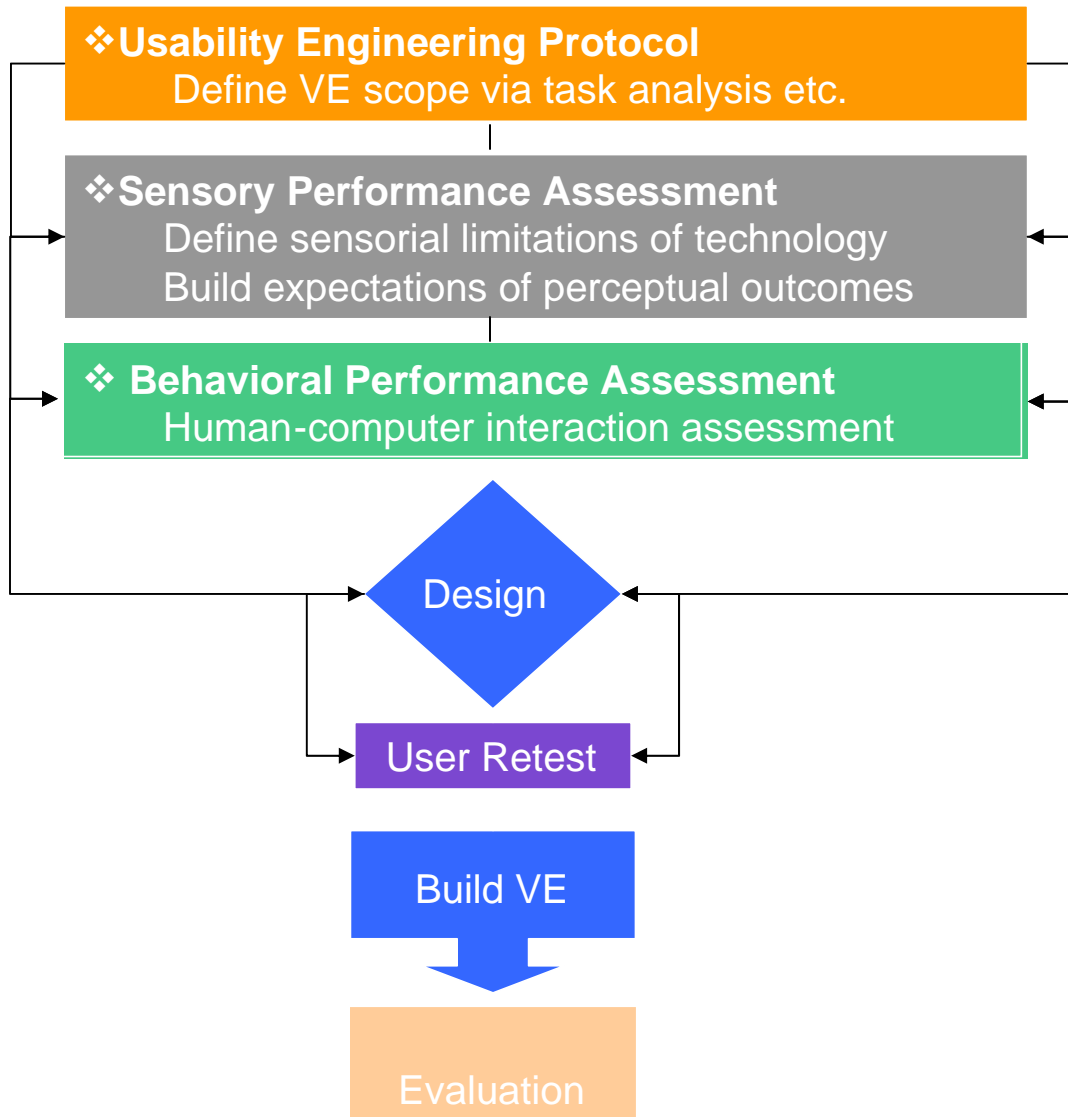 ❖Usability Engineering Protocol
Define VE scope via task analysis etc.
❖Sensory Performance Assessment
Define sensorial limitations of technology
Build expectations of perceptual outcomes
❖ Behavioral Performance Assessment
Human-computer interaction assessment
Design
User Retest
Build VE
Evaluation